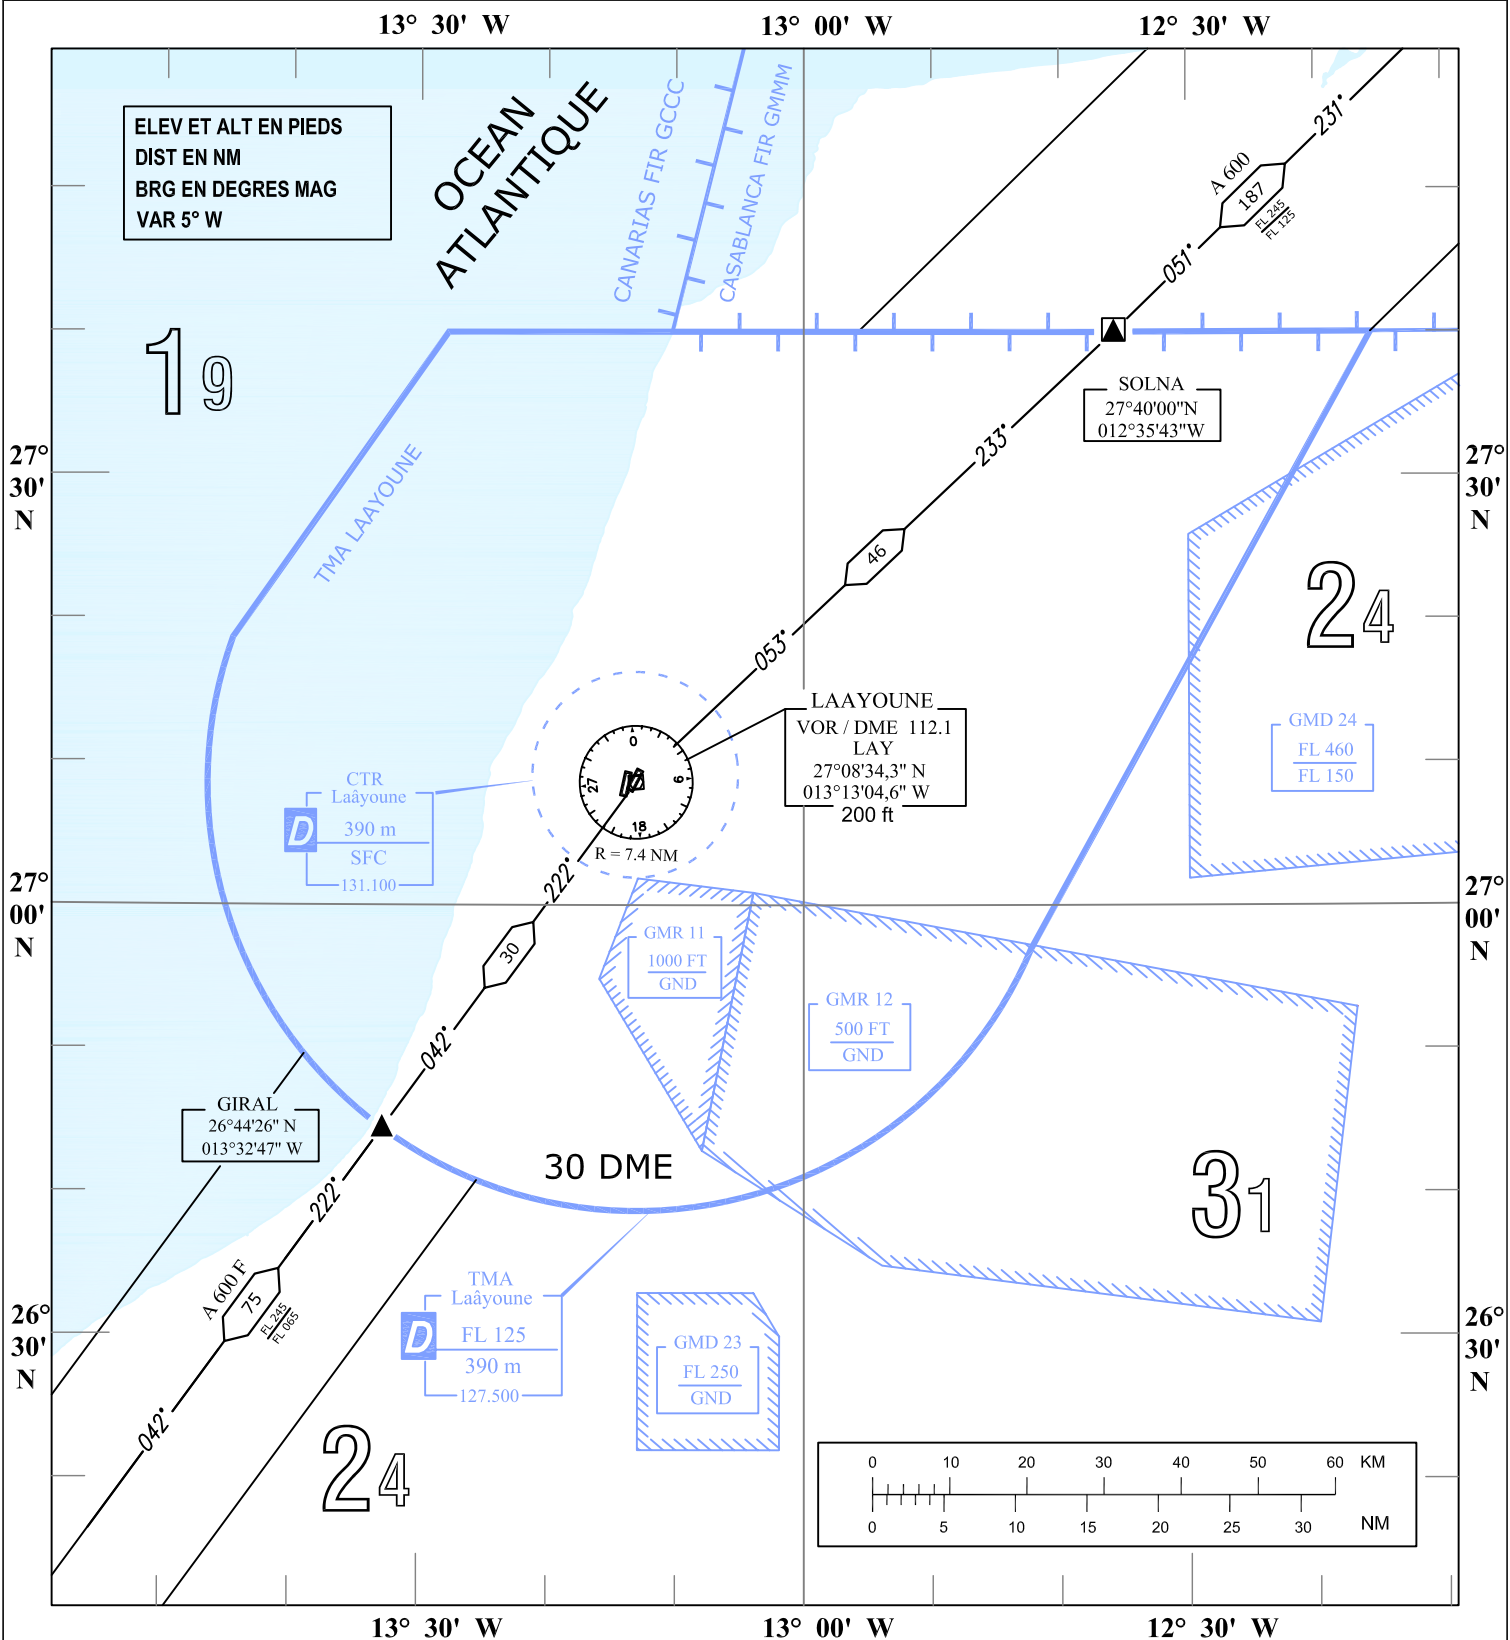 13° 30' W
13° 00' W
12° 30' W
ELEV ET ALT EN PIEDS
DIST EN NM
BRG EN DEGRES MAG
VAR 5° W
OCEAN
ATLANTIQUE
CANARIAS FIR GCCC
CASABLANCA FIR GMMM
231°
A 600
187
FL 245
FL 125
051°
19
SOLNA
27°40'00"N
012°35'43"W
27°
30'
N
27°
30'
N
TMA LAAYOUNE
233°
46
24
053°
LAAYOUNE
VOR / DME 112.1
LAY
27°08'34,3" N
013°13'04,6" W
200 ft
GMD 24
FL 460
FL 150
0
6
18
27
R = 7.4 NM
CTR
Laâyoune
D
390 m
SFC
131.100
222°
27°
00'
N
27°
00'
N
30
GMR 11
1000 FT
GND
GMR 12
500 FT
GND
042°
GIRAL
26°44'26" N
013°32'47" W
30 DME
31
222°
A 600 F
75
FL 245
FL 065
TMA
Laâyoune
D
FL 125
390 m
127.500
26°
30'
N
26°
30'
N
GMD 23
FL 250
GND
042°
24
0 10 20 30 40 50 60 KM
0 5 10 15 20 25 30 NM
13° 30' W
13° 00' W
12° 30' W